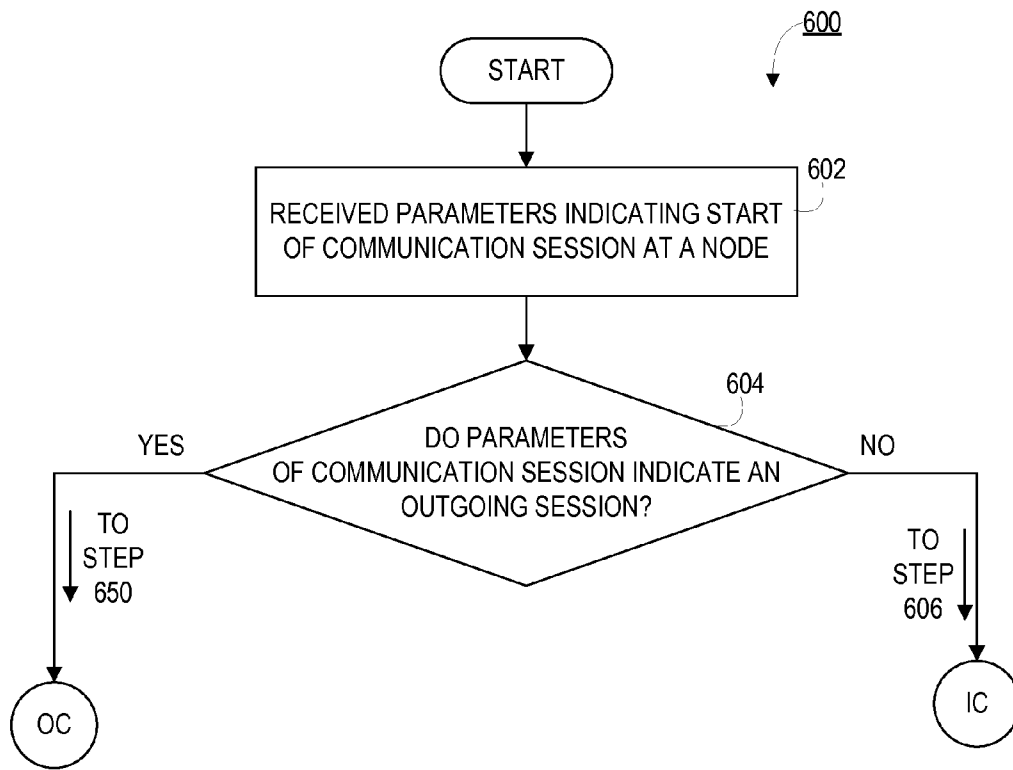 600
START
602
RECEIVED PARAMETERS INDICATING START
OF COMMUNICATION SESSION AT A NODE
604
YES
DO PARAMETERS
OF COMMUNICATION SESSION INDICATE AN
OUTGOING SESSION?
NO
TO
STEP
650
TO
STEP
606
OC
IC